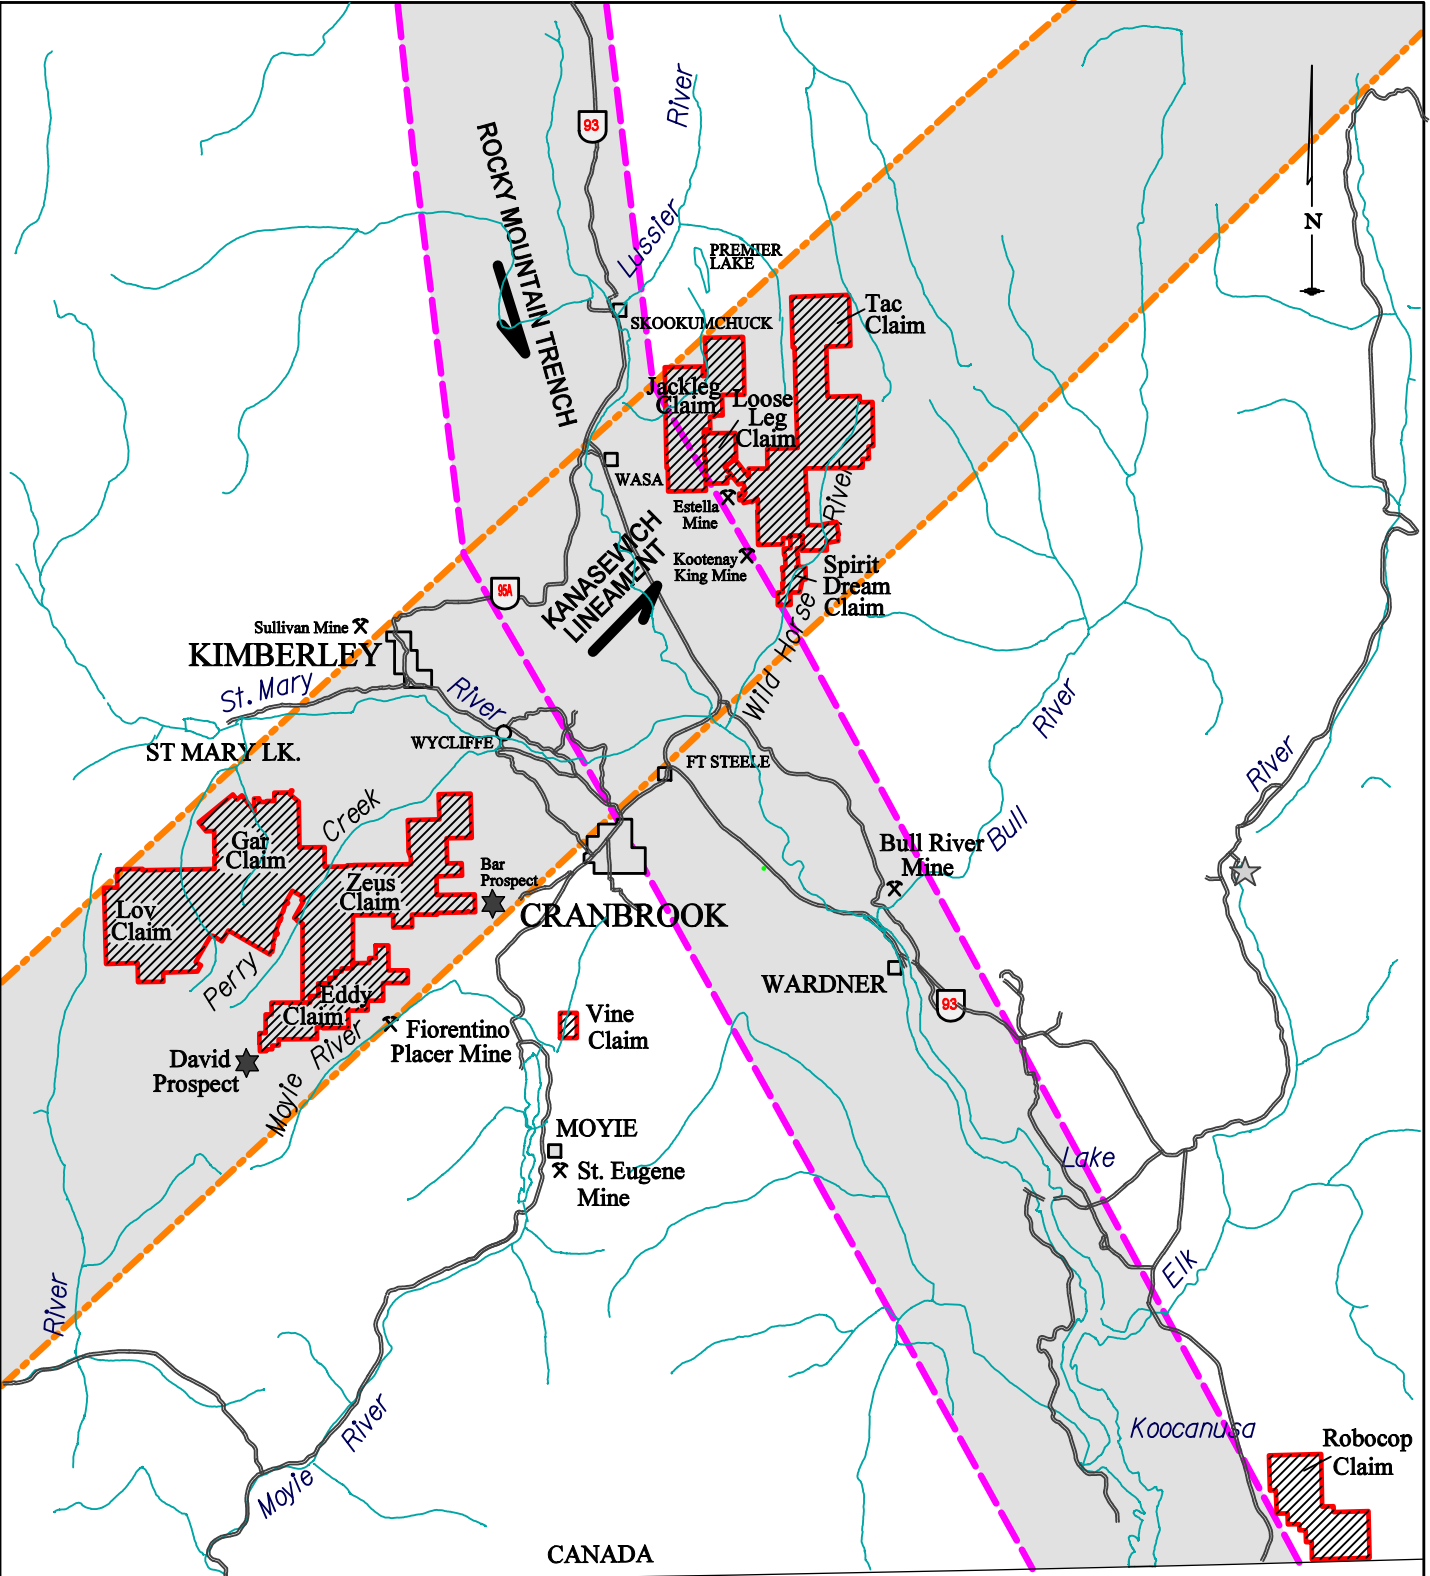 93
River
ROCKY MOUNTAIN TRENCH
Lussier
N
PREMIER
LAKE
SKOOKUMCHUCK
Tac
Claim
Jackleg
Claim
Loose
Leg
Claim
WASA
Estella
Mine
River
KANASEWICH
LINEAMENT
Kootenay
King Mine
Spirit
Dream
Claim
95A
Sullivan Mine
KIMBERLEY
St. Mary
River
Wild Horse
River
WYCLIFFE
ST MARY LK.
FT STEELE
River
Creek
Gar
Claim
Bull
Bull River
Mine
Zeus
Claim
Bar
Prospect
Lov
Claim
CRANBROOK
Perry
WARDNER
Eddy
Claim
93
River
Fiorentino
Placer Mine
Vine
Claim
David
Prospect
Moyie
MOYIE
Lake
St. Eugene
Mine
Elk
River
River
Koocanusa
Robocop
Claim
Moyie
CANADA